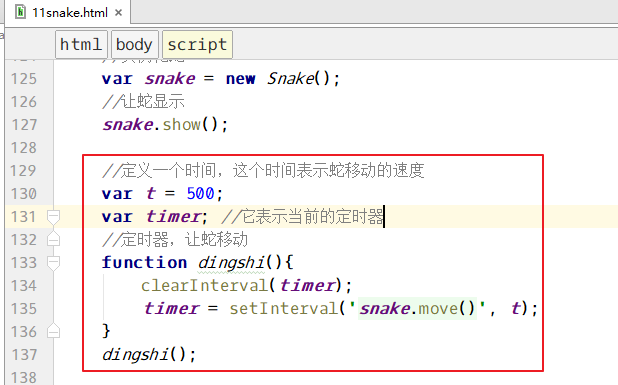 11snake.html
html body script
125 var snake = new Snake();
126 //让蛇显示
127 snake.show();
128
129 //定义一个时间，这个时间表示蛇移动的速度
130 var t = 500;
131 var timer; //它表示当前的定时器
132 //定时器，让蛇移动
133 function dingshi(){
134 clearInterval(timer);
135 timer = setInterval('snake.move()', t);
136 }
137 dingshi();